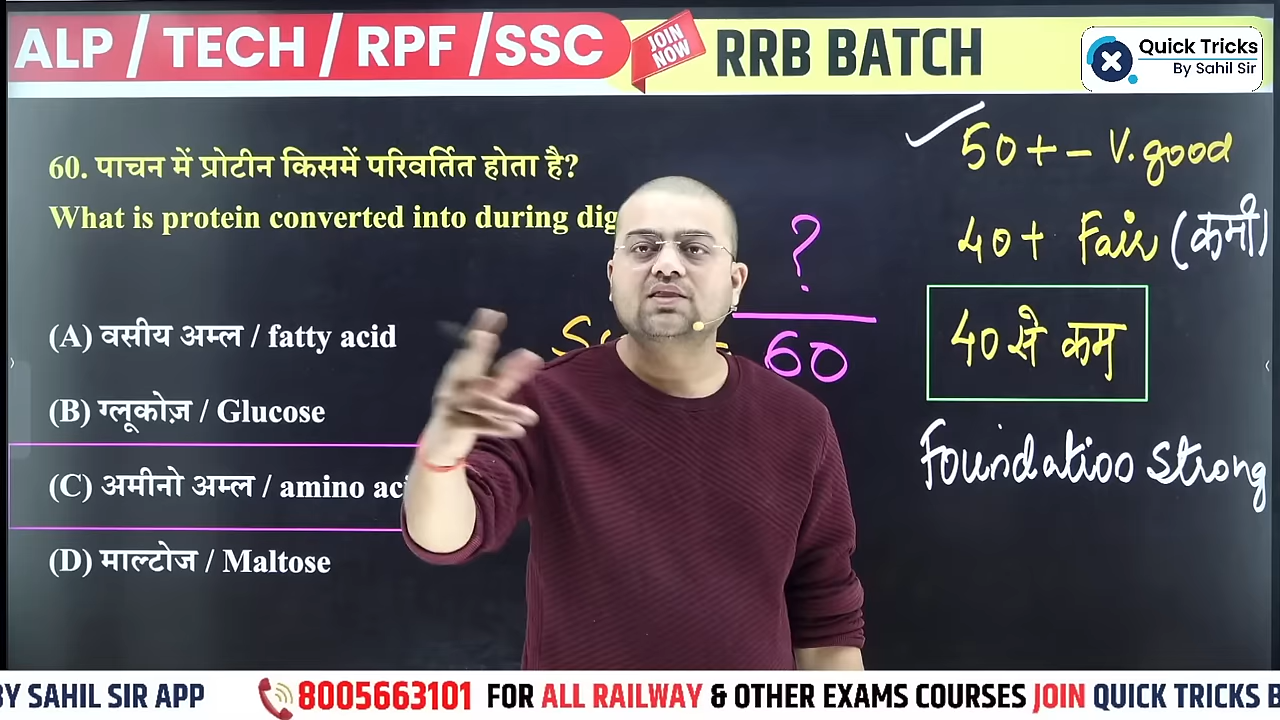 ALP / TECH / RPF / SSC
JOIN NOW
RRB BATCH
Quick Tricks
By Sahil Sir
60. पाचन में प्रोटीन किसमें परिवर्तित होता है?
What is protein converted into during dig
(A) वसीय अम्ल / fatty acid
(B) ग्लूकोज़ / Glucose
(C) अमीनो अम्ल / amino aci
(D) माल्टोज / Maltose
?
60
50+ - V. good
40+ Fair (कमी)
40 से कम
Foundation Strong
BY SAHIL SIR APP 8005663101 FOR ALL RAILWAY & OTHER EXAMS COURSES JOIN QUICK TRICKS B